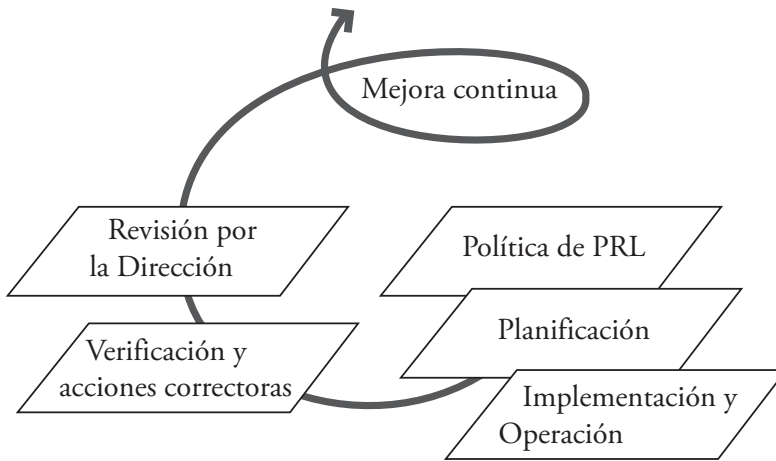 Mejora continua
Revisión por
la Dirección
Política de PRL
Planificación
Verificación y
acciones correctoras
Implementación y
Operación